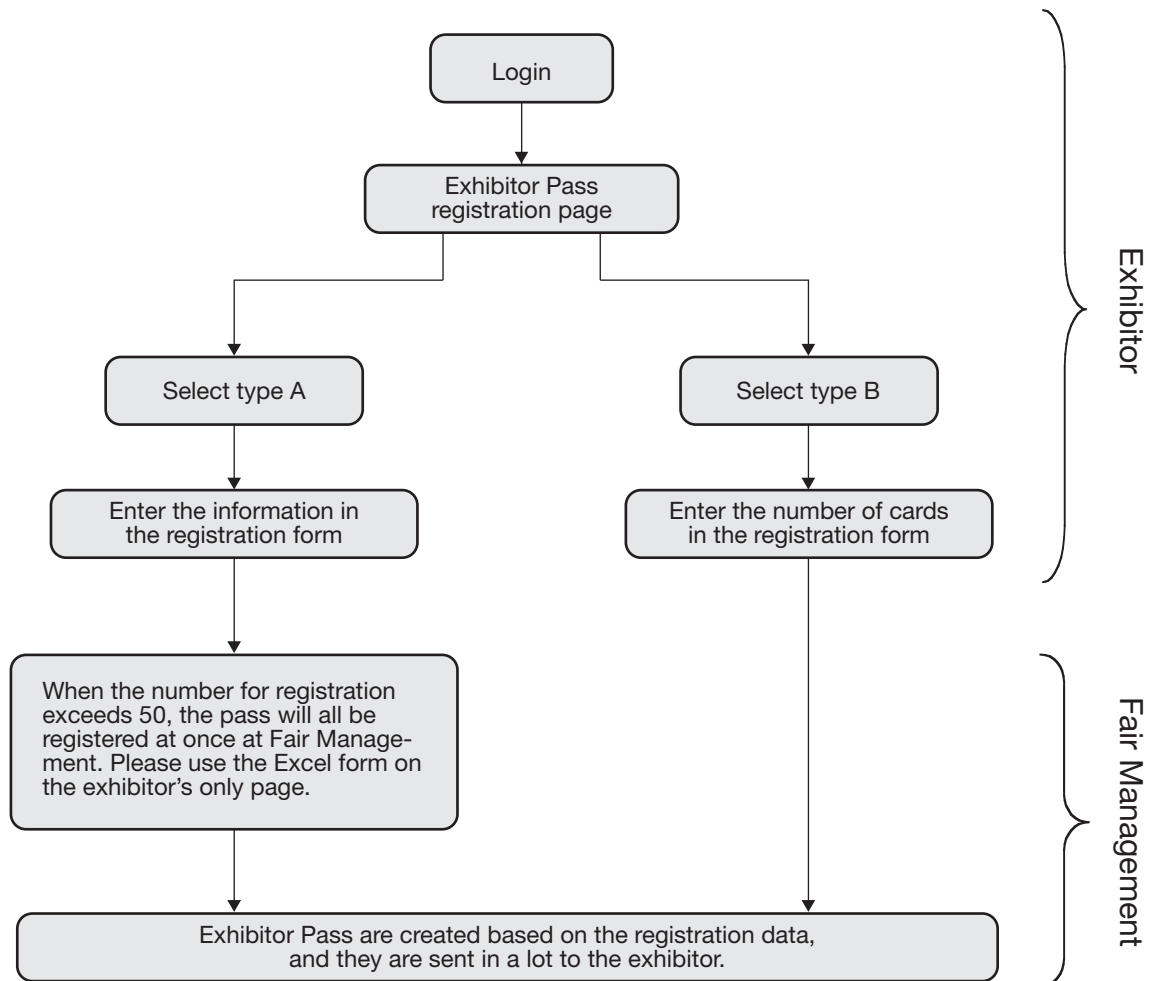 Login
Exhibitor Pass
registration page
Select type A
Select type B
Enter the information in
the registration form
Enter the number of cards
in the registration form
Exhibitor
When the number for registration
exceeds 50, the pass will all be
registered at once at Fair Manage-
ment. Please use the Excel form on
the exhibitor's only page.
Fair Management
Exhibitor Pass are created based on the registration data,
and they are sent in a lot to the exhibitor.